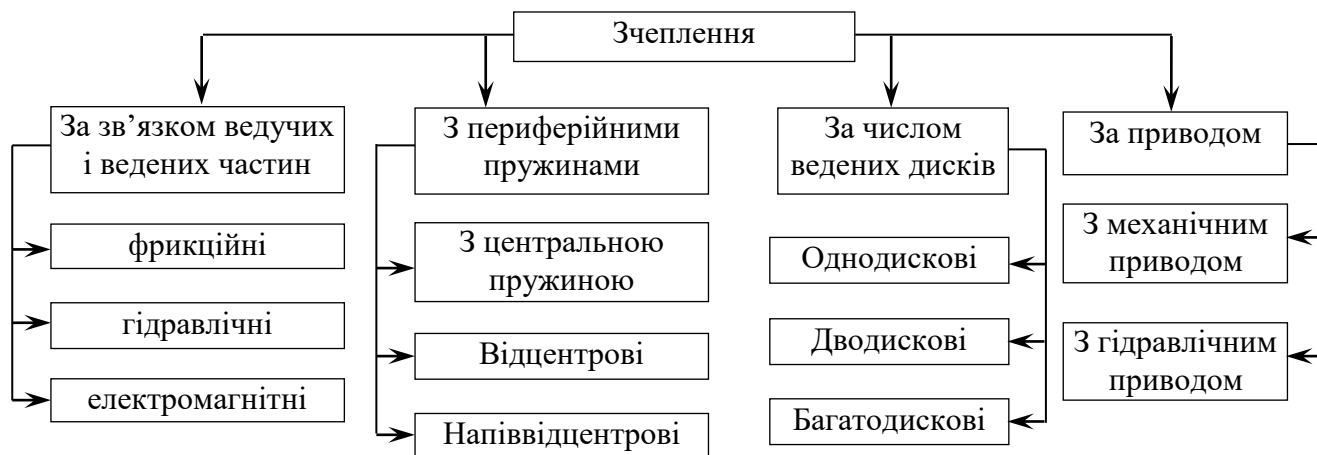 Зчеплення
За зв’язком ведучих
і ведених частин
фрикційні
гідравлічні
електромагнітні
З периферійними
пружинами
З центральною
пружиною
Відцентрові
Напіввідцентрові
За числом
ведених дисків
Однодискові
Дводискові
Багатодискові
За приводом
З механічним
приводом
З гідравлічним
приводом